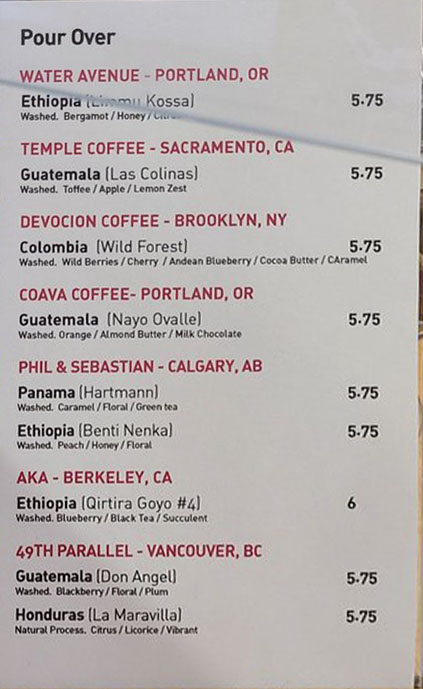 Pour Over
WATER AVENUE - PORTLAND, OR
Ethiopia Kossa) 5.75
Washed. Bergamot / Honey /
TEMPLE COFFEE - SACRAMENTO, CA
Guatemala (Las Colinas) 5.75
Washed. Toffee / Apple / Lemon Zest
DEVOCION COFFEE - BROOKLYN, NY
Colombia (Wild Forest) 5.75
Washed. Wild Berries / Cherry / Andean Blueberry / Cocoa Butter / CAramel
COAVA COFFEE- PORTLAND, OR
Guatemala (Nayo Ovalle) 5.75
Washed. Orange / Almond Butter / Milk Chocolate
PHIL & SEBASTIAN - CALGARY, AB
Panama (Hartmann) 5.75
Washed. Caramel / Floral / Green tea
Ethiopia (Benti Nenka) 5.75
Washed. Peach / Honey / Floral
AKA - BERKELEY, CA
Ethiopia (Qirtira Goyo #4) 6
Washed. Blueberry / Black Tea / Succulent
49TH PARALLEL - VANCOUVER, BC
Guatemala (Don Angel) 5.75
Washed. Blackberry / Floral / Plum
Honduras (La Maravilla) 5.75
Natural Process. Citrus / Licorice / Vibrant